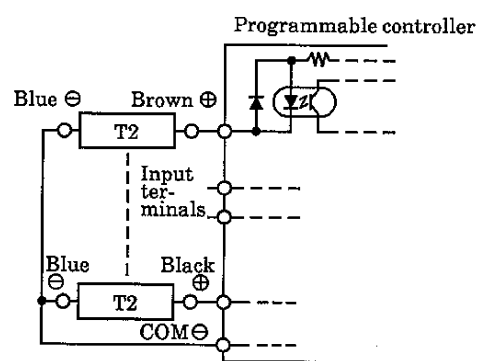 Programmable controller
Blue ⊖
Brown ⊕
T2
Input
ter-
minals
Blue
⊖
Black
⊕
T2
COM⊖